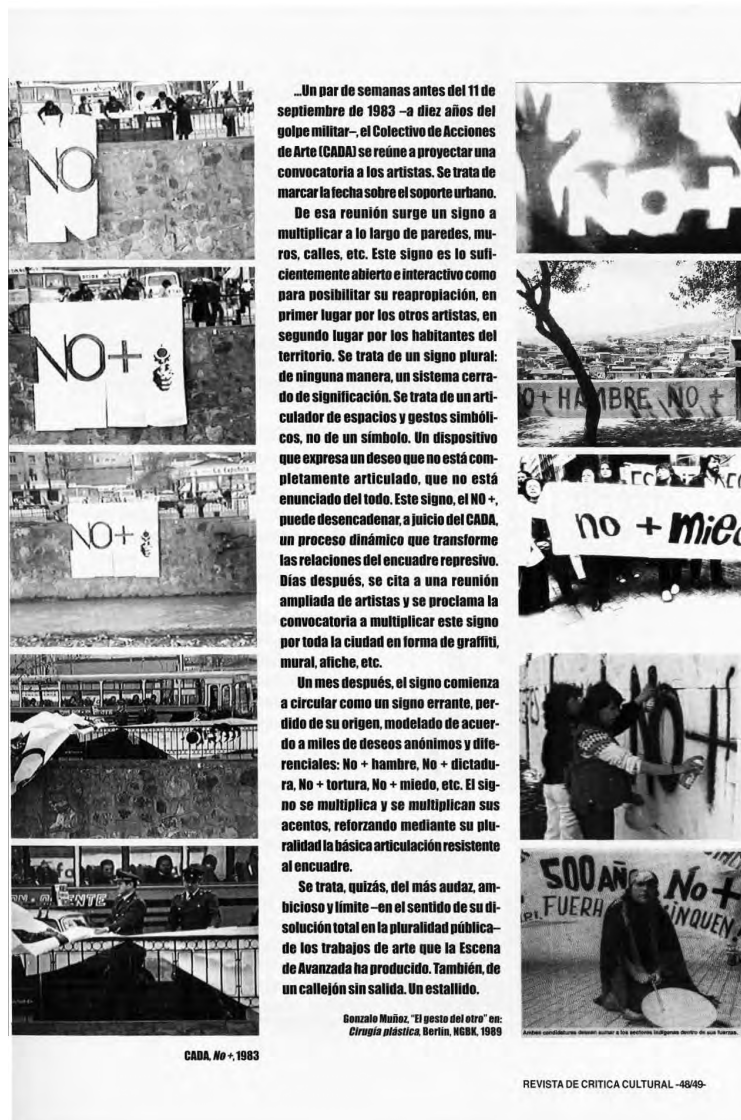 NO
NO+
NO+
...Un par de semanas antes del 11 de
septiembre de 1983 –a diez años del
golpe militar–, el Colectivo de Acciones
de Arte (CADA) se reúne a proyectar una
convocatoria a los artistas. Se trata de
marcar la fecha sobre el soporte urbano.
De esa reunión surge un signo a
multiplicar a lo largo de paredes, mu-
ros, calles, etc. Este signo es lo sufi-
cientemente abierto e interactivo como
para posibilitar su reapropiación, en
primer lugar por los otros artistas, en
segundo lugar por los habitantes del
territorio. Se trata de un signo plural:
de ninguna manera, un sistema cerra-
do de significación. Se trata de un arti-
culador de espacios y gestos simbóli-
cos, no de un símbolo. Un dispositivo
que expresa un deseo que no está com-
pletamente articulado, que no está
enunciado del todo. Este signo, el NO +,
puede desencadenar, a juicio del CADA,
un proceso dinámico que transforme
las relaciones del encuadre represivo.
Días después, se cita a una reunión
ampliada de artistas y se proclama la
convocatoria a multiplicar este signo
por toda la ciudad en forma de graffiti,
mural, afiche, etc.
Un mes después, el signo comienza
a circular como un signo errante, per-
dido de su origen, modelado de acuer-
do a miles de deseos anónimos y dife-
renciales: No + hambre, No + dictadu-
ra, No + tortura, No + miedo, etc. El sig-
no se multiplica y se multiplican sus
acentos, reforzando mediante su plu-
ralidad la básica articulación resistente
al encuadre.
Se trata, quizás, del más audaz, am-
bicioso y límite –en el sentido de su di-
solución total en la pluralidad pública–
de los trabajos de arte que la Escena
de Avanzada ha producido. También, de
un callejón sin salida. Un estallido.
Gonzalo Muñoz, "El gesto del otro" en:
Cirugía plástica, Berlín, NGBK, 1989
NO+
O+ HAMBRE NO +
no + mied
NO+
500 AÑ No+
FUERA INQUEN
Ambas candidaturas desean sumar a los sectores indígenas dentro de sus fuerzas.
CADA, No +, 1983
REVISTA DE CRITICA CULTURAL -48/49-